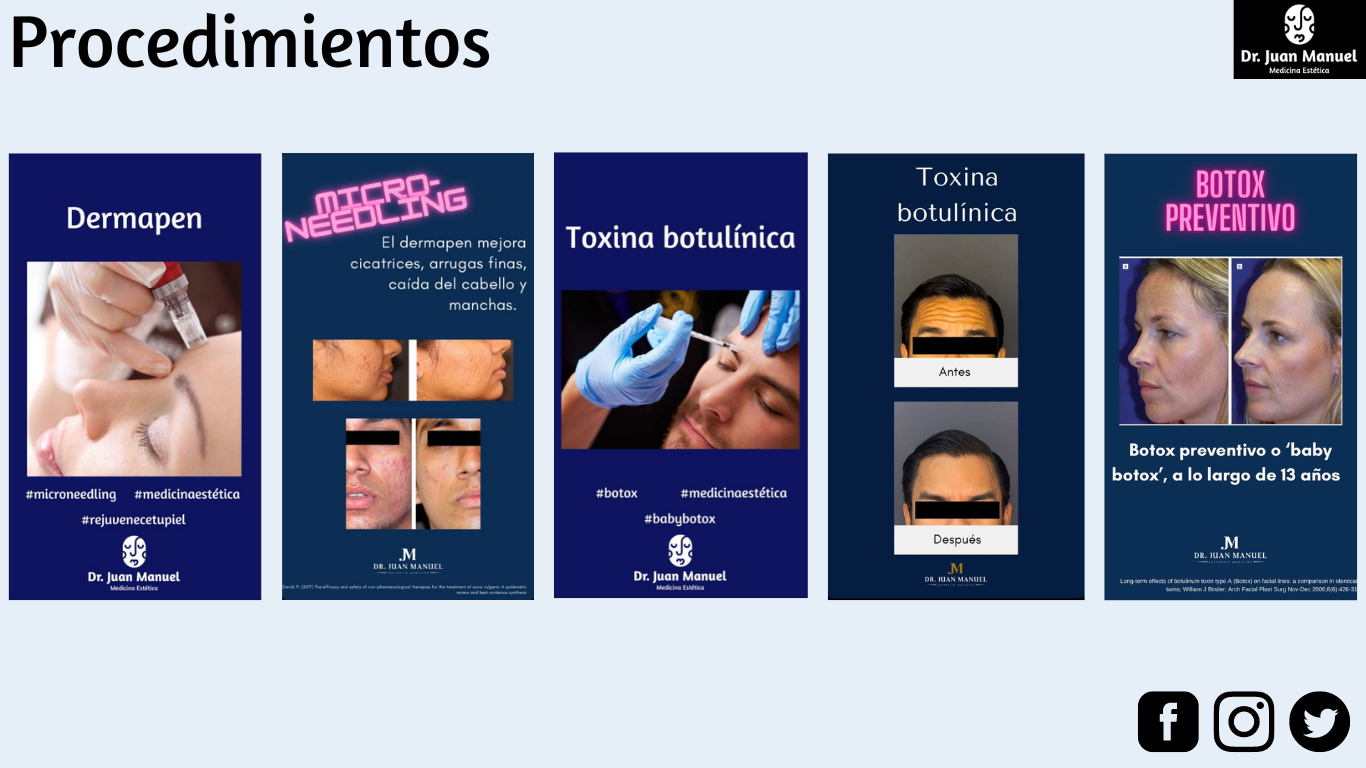 Procedimientos
Dr. Juan Manuel
Medicina Estética
Dermapen
#microneedling #medicinaestética
#rejuvenecetupiel
Dr. Juan Manuel
Medicina Estética
MICRO-
NEEDLING
El dermapen mejora
cicatrices, arrugas finas,
caída del cabello y
manchas.
JM
DR. JUAN MANUEL
AESTHETIC MEDICINE
David, P. (2017) The efficacy and safety of non-pharmacological therapies for the treatment of acne vulgaris: A systematic
review and best-evidence synthesis
Toxina botulínica
#botox #medicinaestética
#babybotox
Dr. Juan Manuel
Medicina Estética
Toxina
botulínica
Antes
Después
JM
DR. JUAN MANUEL
BOTOX
PREVENTIVO
Botox preventivo o ‘baby
botox’, a lo largo de 13 años
JM
DR. JUAN MANUEL
Long-term effects of botulinum toxin type A (Botox) on facial lines: a comparison in identical
twins; William J Binder; Arch Facial Plast Surg Nov-Dec 2006;8(6):426-31